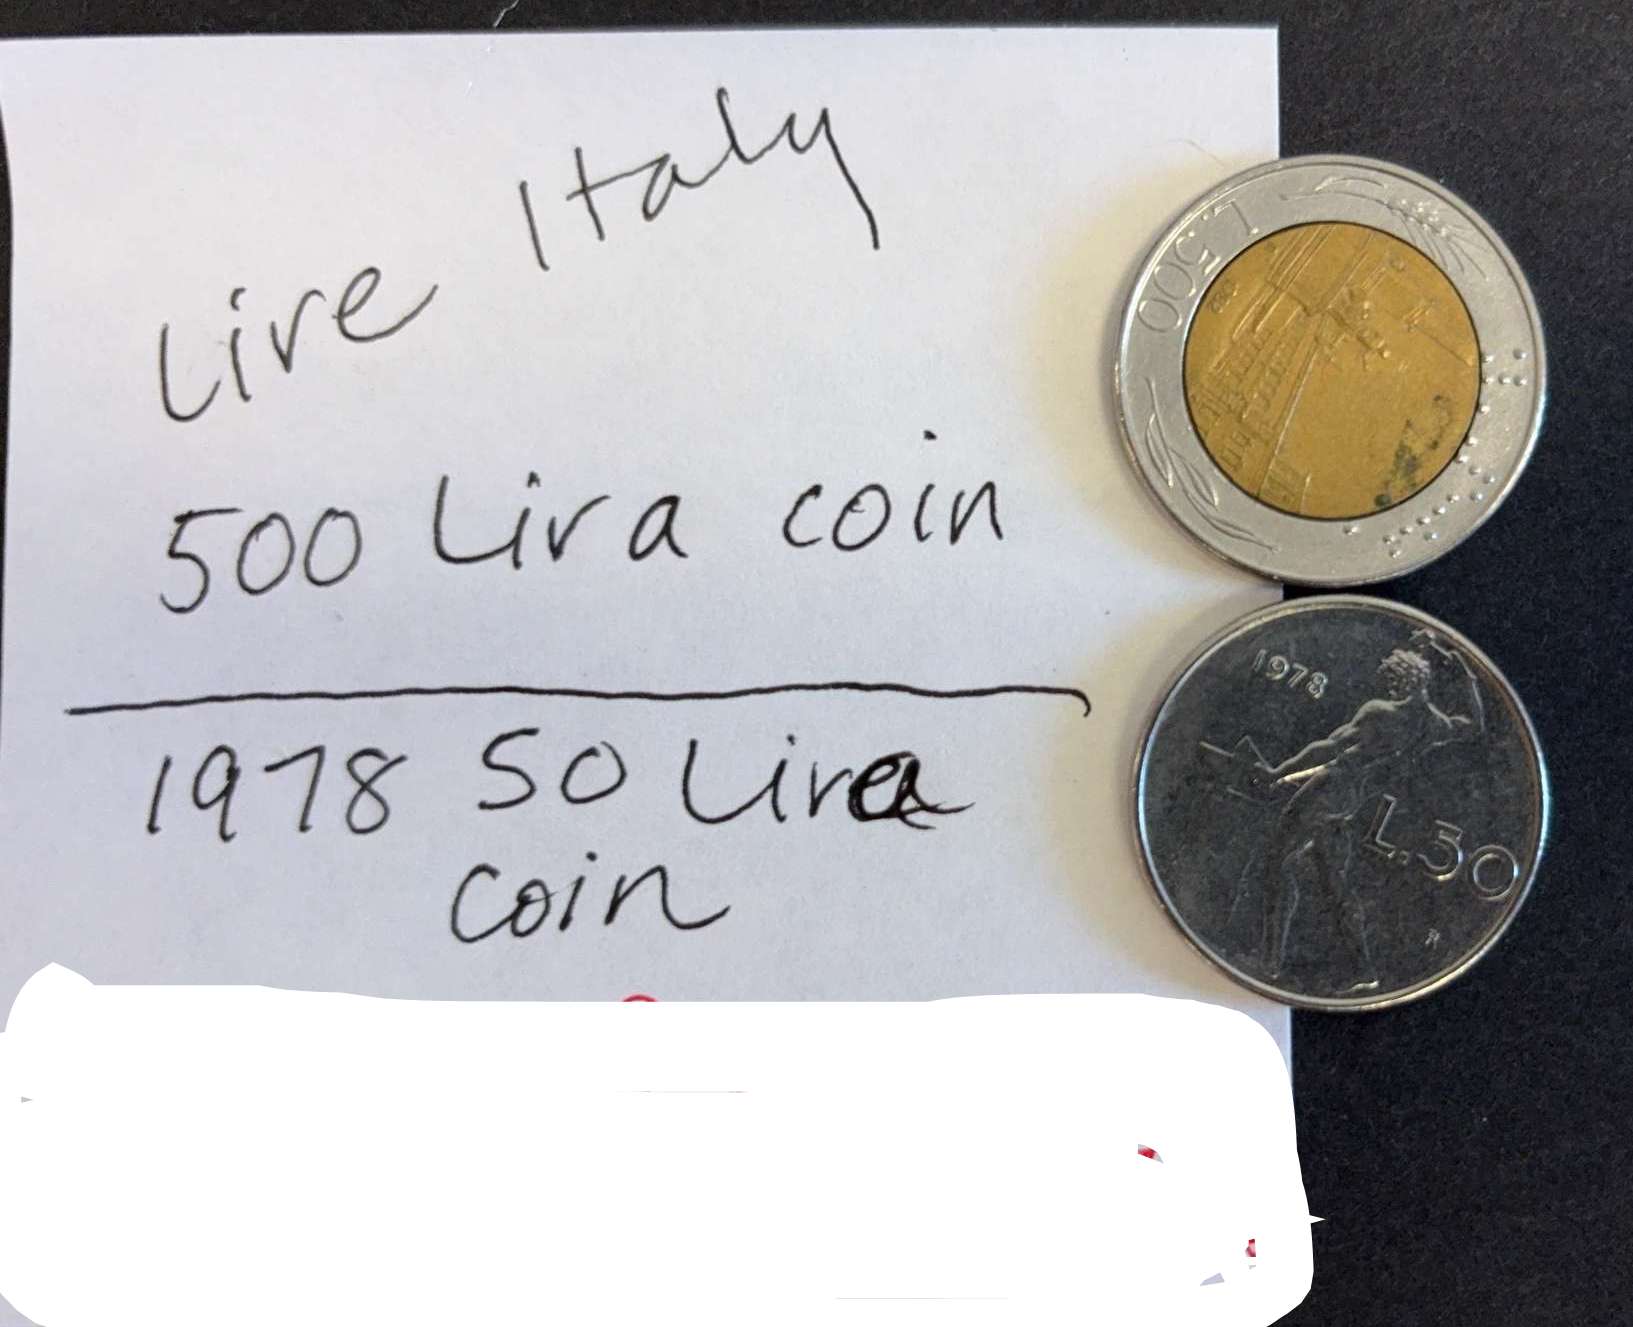 Lire Italy
500 Lira coin
1978 50 Lira
coin
L.500
1978
L.50
R